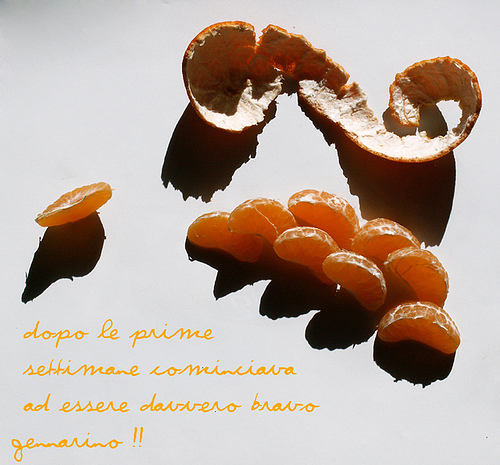 dopo le prime
settimane cominciava
ad essere davvero bravo
gennarino !!